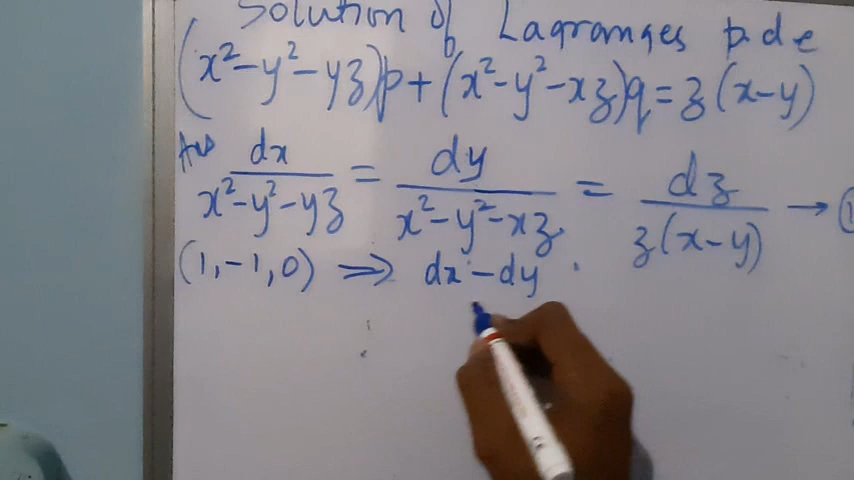 Solution of Lagranges p d e
(x²-y²-yz)p+(x²-y²-xz)q=z(x-y)
Ans dx/(x²-y²-yz) = dy/(x²-y²-xz) = dz/(z(x-y)) → (1
(1,-1,0) ⇒ dx-dy